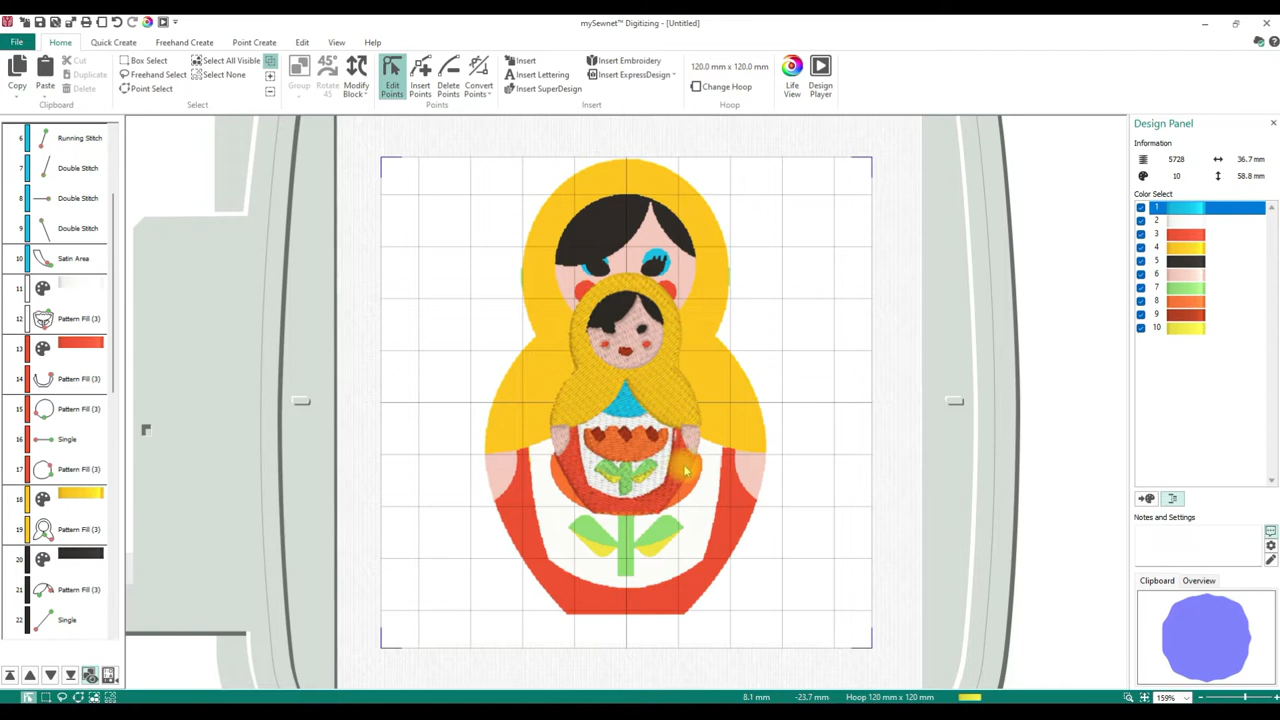 mySewnet™ Digitizing - [Untitled]
File Home Quick Create Freehand Create Point Create Edit View Help
Copy
Paste
Cut
Duplicate
Delete
Clipboard
Box Select
Freehand Select
Point Select
Select All Visible
Select None
Select
Group
Rotate 45
Modify Block
Edit Points
Insert Points
Delete Points
Convert Points
Points
Insert
Insert Lettering
Insert SuperDesign
Insert Embroidery
Insert ExpressDesign
Insert
120.0 mm x 120.0 mm
Change Hoop
Hoop
Life View
Design Player
6 Running Stitch
7 Double Stitch
8 Double Stitch
9 Double Stitch
10 Satin Area
11
12 Pattern Fill (3)
13
14 Pattern Fill (3)
15 Pattern Fill (3)
16 Single
17 Pattern Fill (3)
18
19 Pattern Fill (3)
20
21 Pattern Fill (3)
22 Single
Design Panel
Information
5728 36.7 mm
10 58.8 mm
Color Select
1
2
3
4
5
6
7
8
9
10
Notes and Settings
Clipboard Overview
8.1 mm -23.7 mm Hoop 120 mm x 120 mm 159%